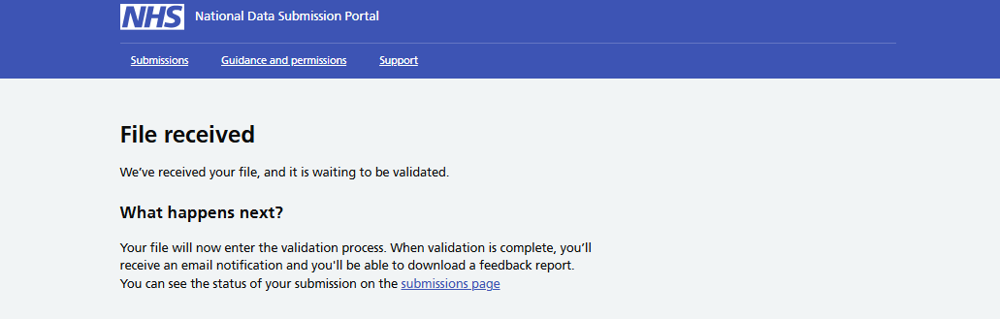 NHS National Data Submission Portal
Submissions Guidance and permissions Support
File received
We've received your file, and it is waiting to be validated.
What happens next?
Your file will now enter the validation process. When validation is complete, you'll
receive an email notification and you'll be able to download a feedback report.
You can see the status of your submission on the submissions page